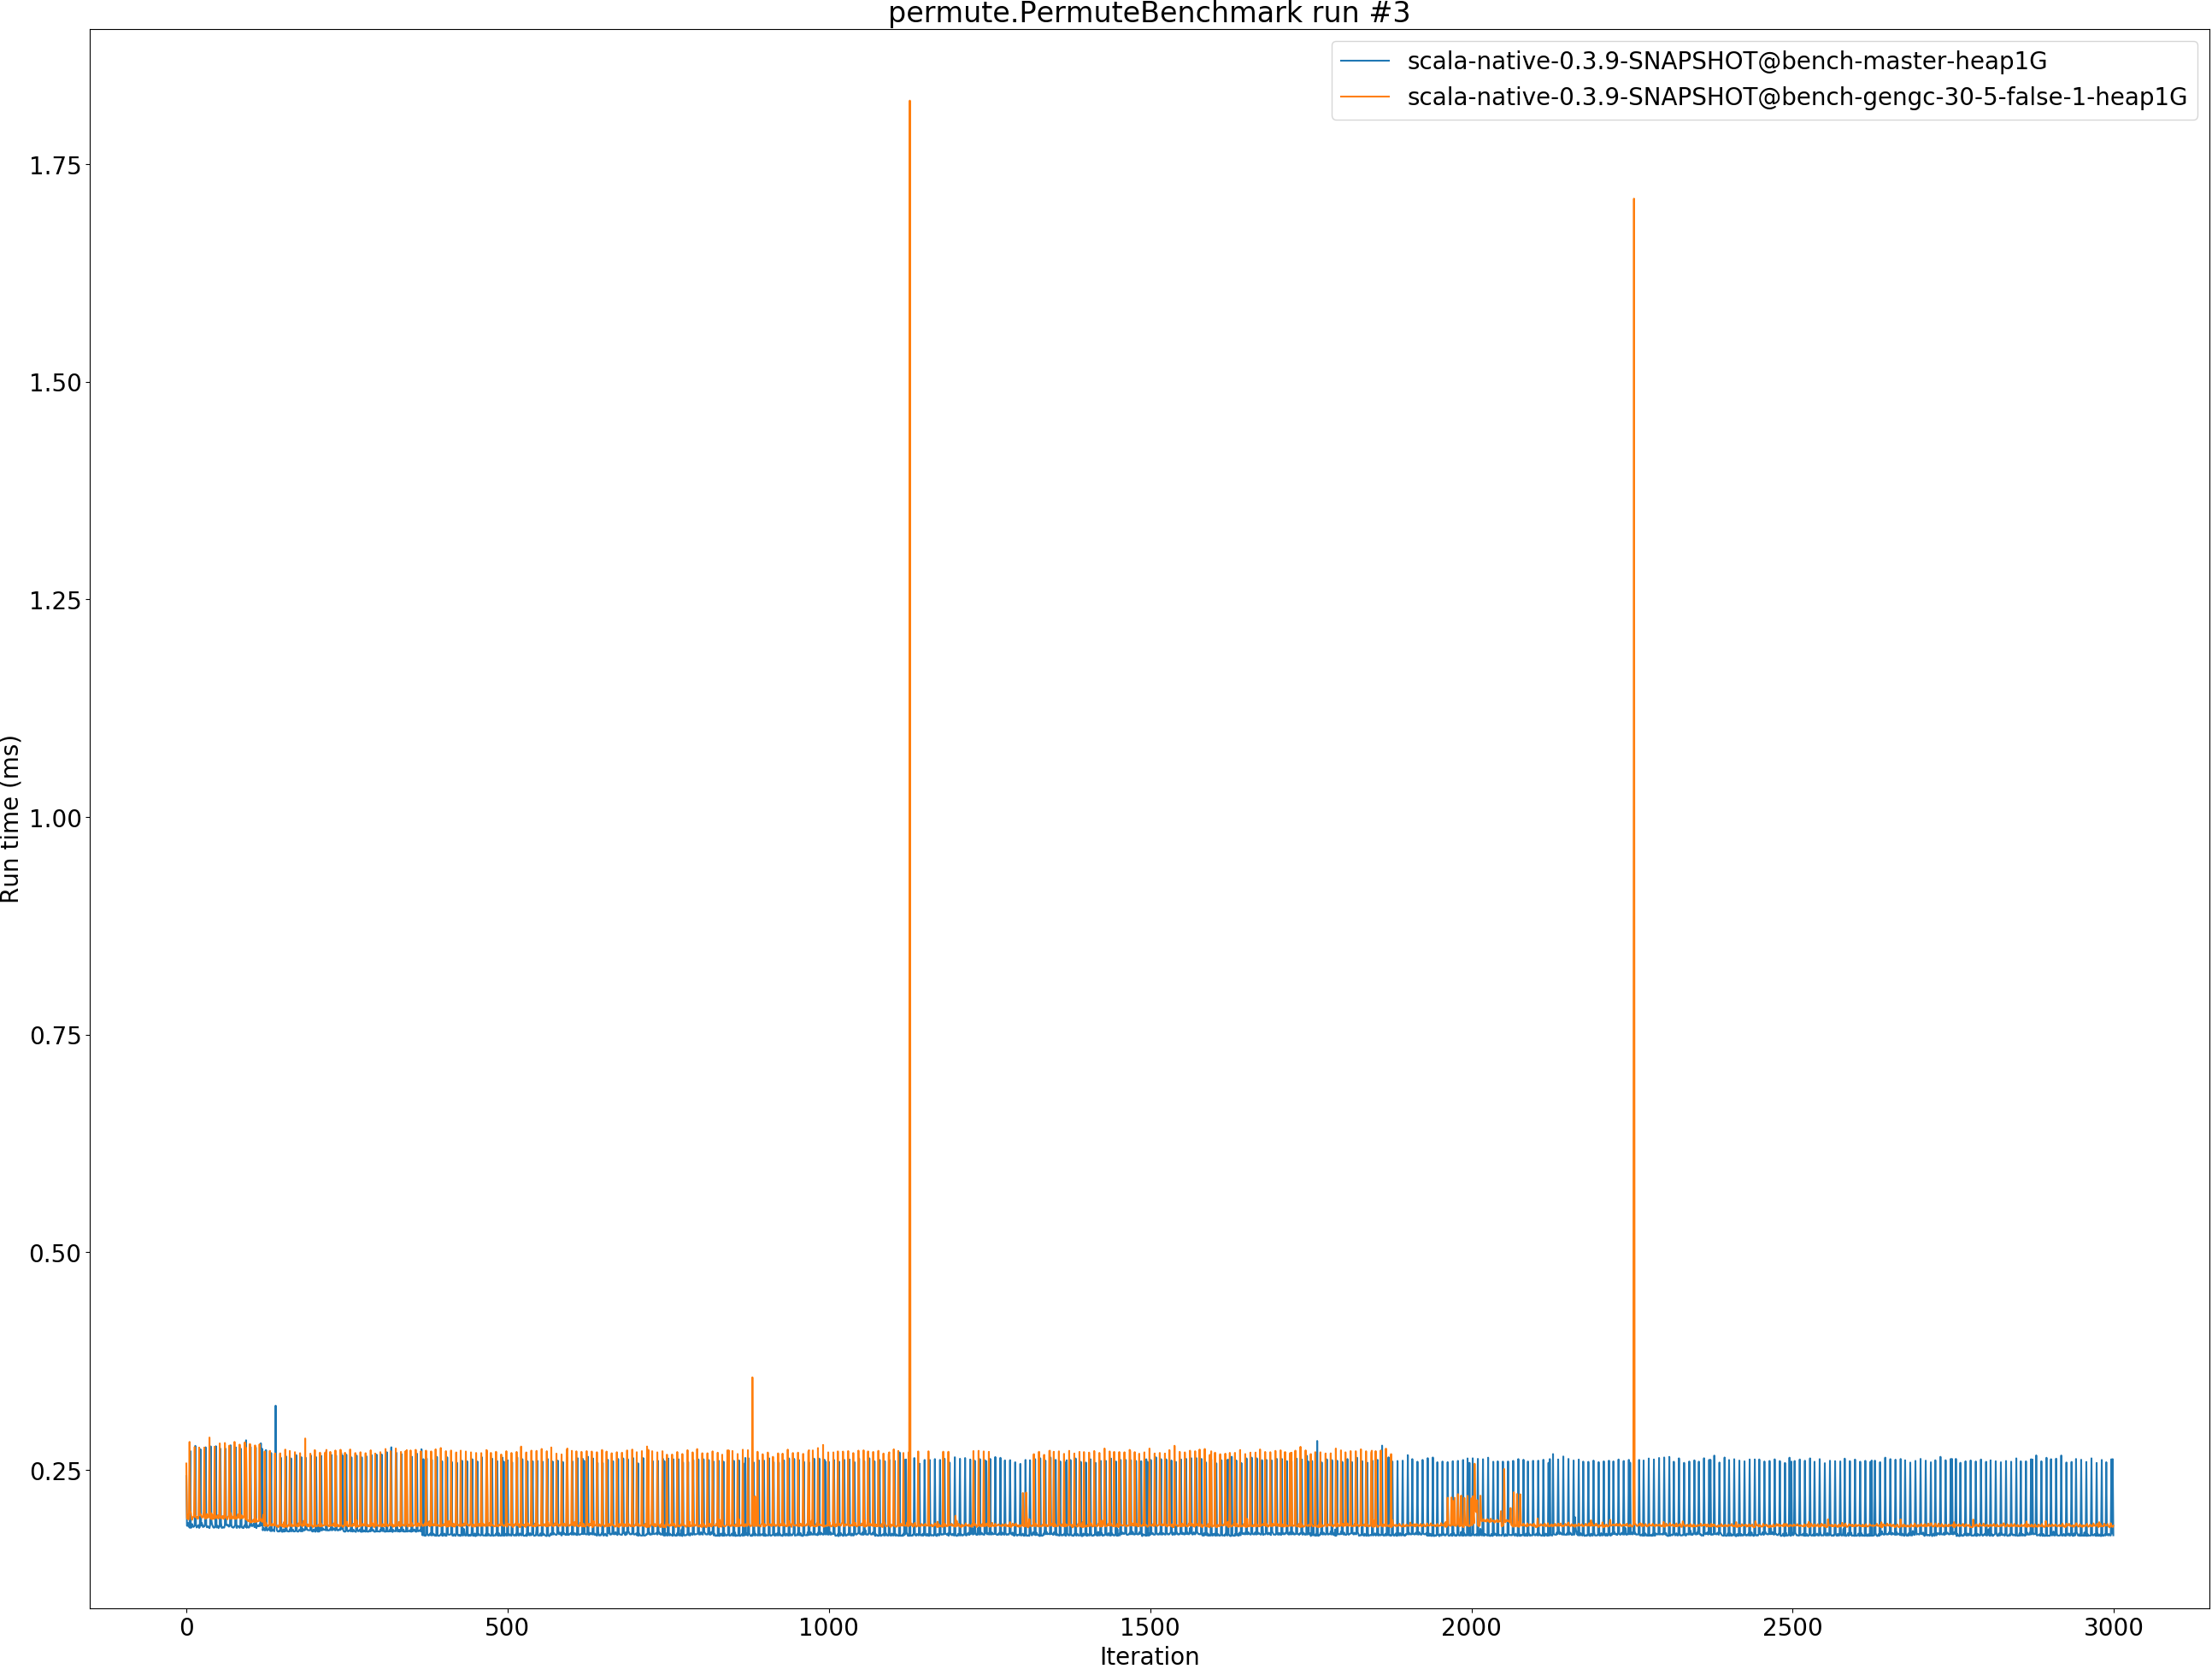 permute.PermuteBenchmark run #3
scala-native-0.3.9-SNAPSHOT@bench-master-heap1G
scala-native-0.3.9-SNAPSHOT@bench-gengc-30-5-false-1-heap1G
Run time (ms)
1.75
1.50
1.25
1.00
0.75
0.50
0.25
0
500
1000
1500
2000
2500
3000
Iteration